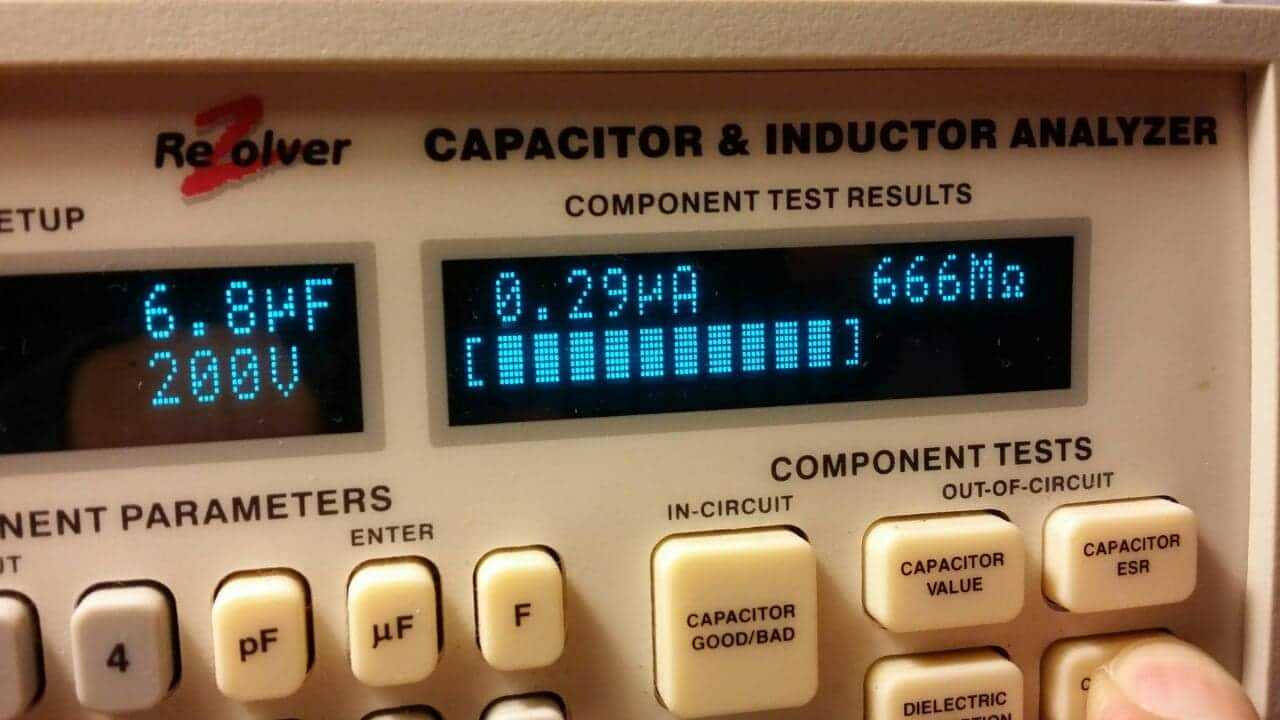 ReZolver
CAPACITOR & INDUCTOR ANALYZER
ETUP
COMPONENT TEST RESULTS
6.8µF
200V
0.29µA 666MΩ
[██████████]
NENT PARAMETERS
ENTER
COMPONENT TESTS
IN-CIRCUIT
OUT-OF-CIRCUIT
UT
4
pF
µF
F
CAPACITOR
GOOD/BAD
CAPACITOR
VALUE
CAPACITOR
ESR
DIELECTRIC